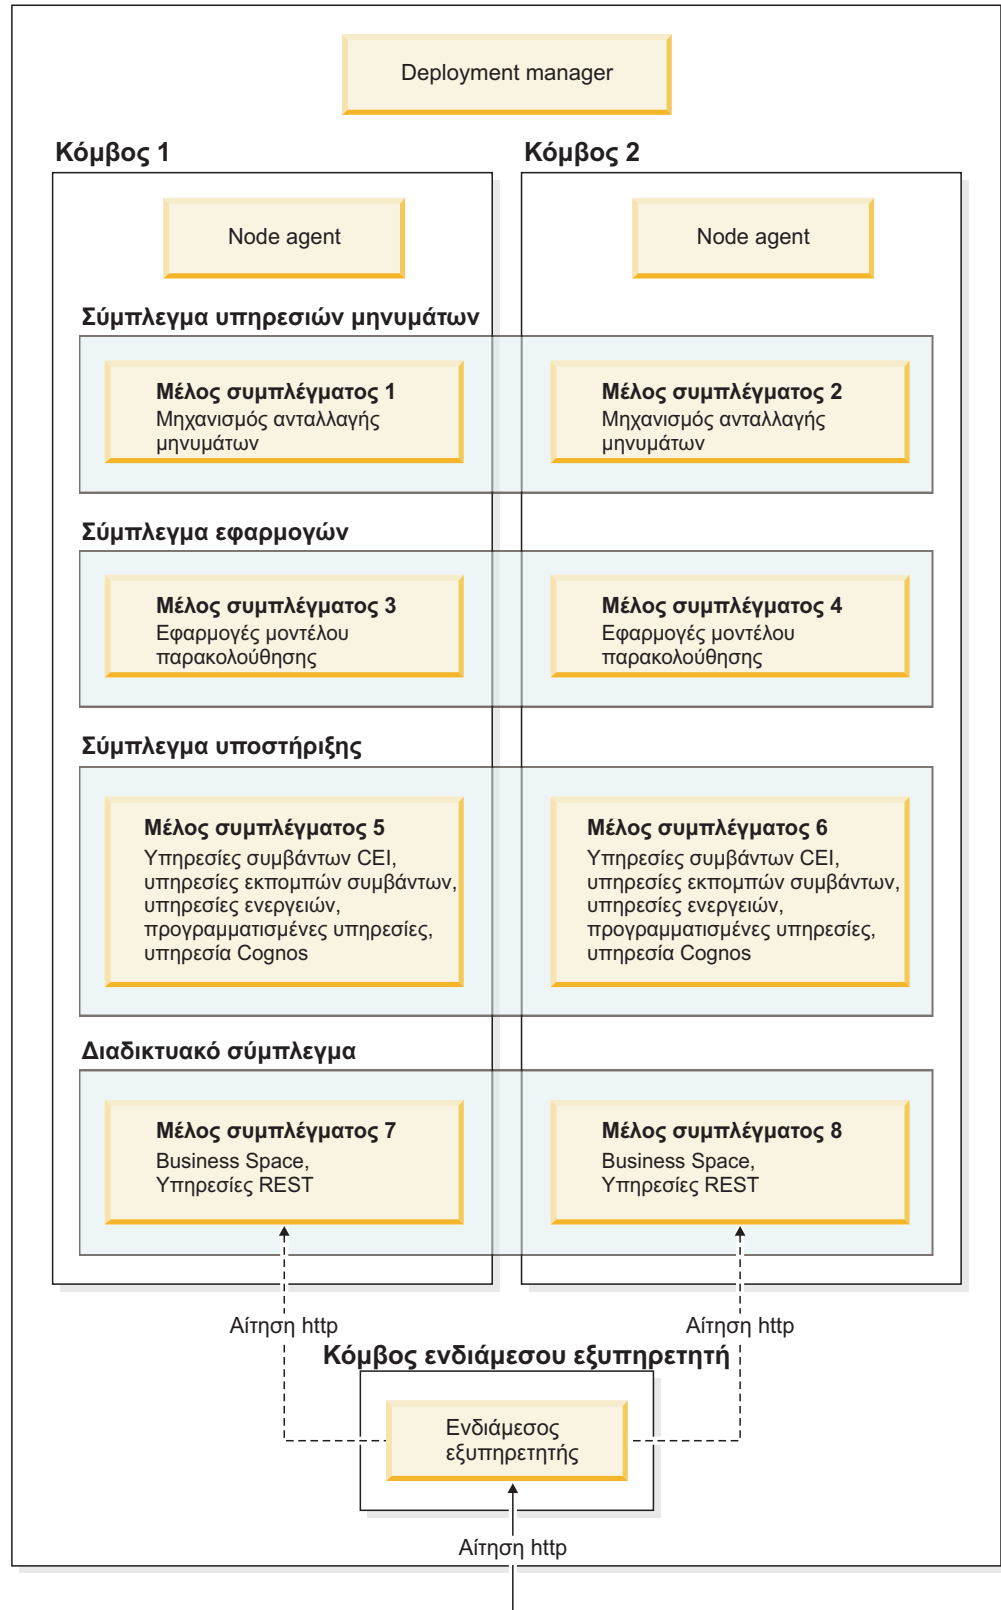 Deployment manager
Κόμβος 1
Κόμβος 2
Node agent
Node agent
Σύμπλεγμα υπηρεσιών μηνυμάτων
Μέλος συμπλέγματος 1
Μηχανισμός ανταλλαγής
μηνυμάτων
Μέλος συμπλέγματος 2
Μηχανισμός ανταλλαγής
μηνυμάτων
Σύμπλεγμα εφαρμογών
Μέλος συμπλέγματος 3
Εφαρμογές μοντέλου
παρακολούθησης
Μέλος συμπλέγματος 4
Εφαρμογές μοντέλου
παρακολούθησης
Σύμπλεγμα υποστήριξης
Μέλος συμπλέγματος 5
Υπηρεσίες συμβάντων CEI,
υπηρεσίες εκπομπών συμβάντων,
υπηρεσίες ενεργειών,
προγραμματισμένες υπηρεσίες,
υπηρεσία Cognos
Μέλος συμπλέγματος 6
Υπηρεσίες συμβάντων CEI,
υπηρεσίες εκπομπών συμβάντων,
υπηρεσίες ενεργειών,
προγραμματισμένες υπηρεσίες,
υπηρεσία Cognos
Διαδικτυακό σύμπλεγμα
Μέλος συμπλέγματος 7
Business Space,
Υπηρεσίες REST
Μέλος συμπλέγματος 8
Business Space,
Υπηρεσίες REST
Αίτηση http
Αίτηση http
Κόμβος ενδιάμεσου εξυπηρετητή
Ενδιάμεσος
εξυπηρετητής
Αίτηση http